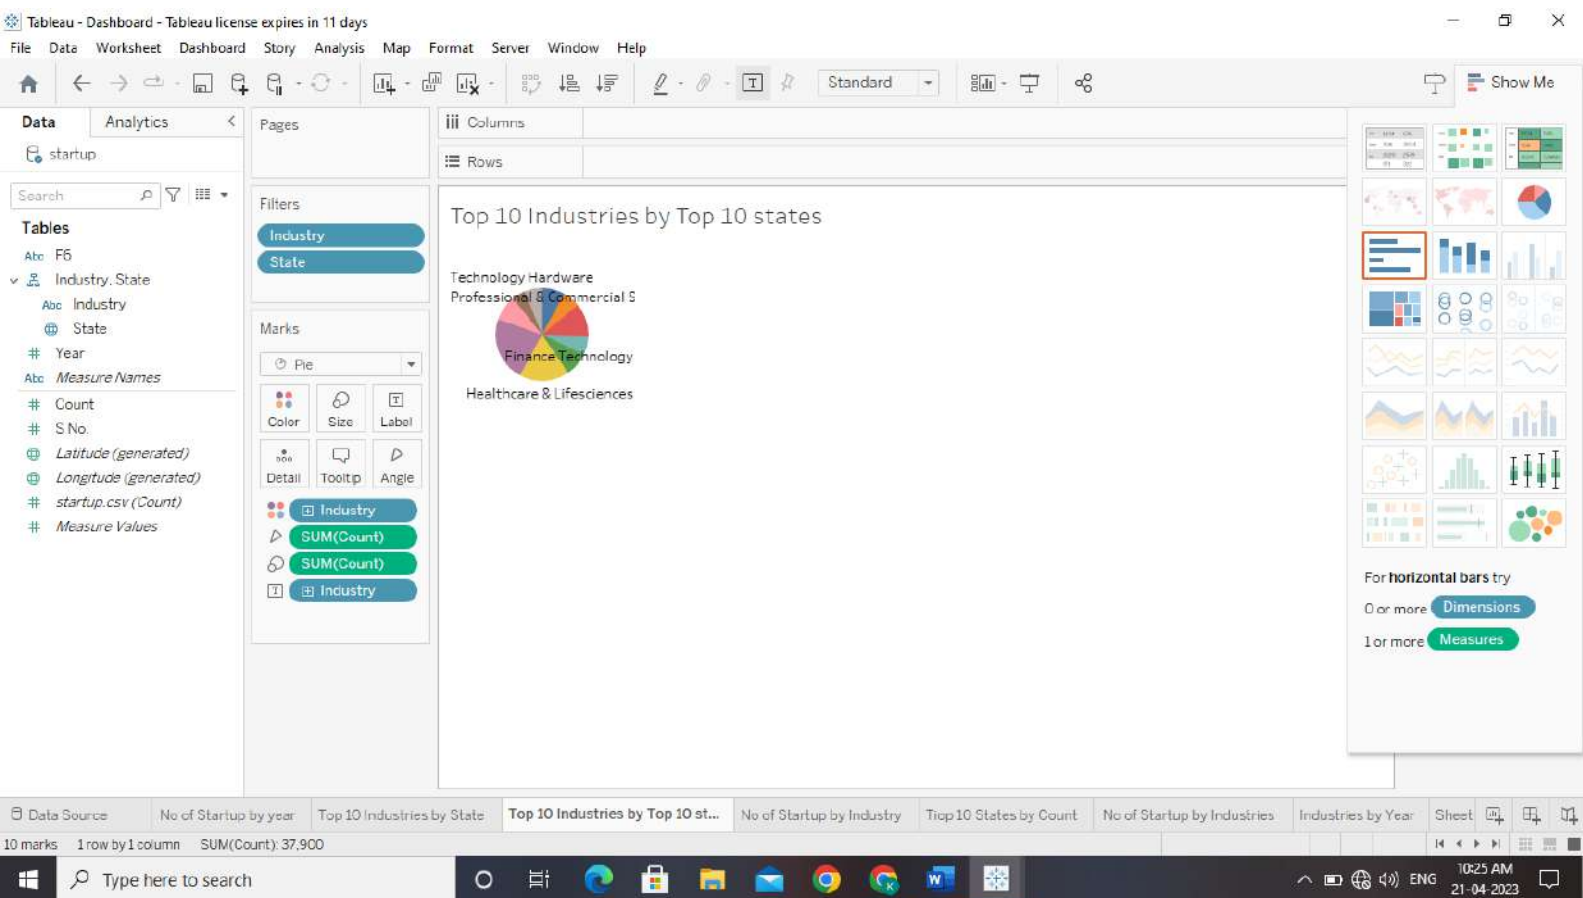 Tableau - Dashboard - Tableau license expires in 11 days
File Data Worksheet Dashboard Story Analysis Map Format Server Window Help
Standard
Show Me
Data Analytics
startup
Search
Tables
Abc F6
Industry, State
Abc Industry
State
# Year
Abc Measure Names
# Count
# S No.
Latitude (generated)
Longitude (generated)
# startup.csv (Count)
# Measure Values
Pages
Filters
Industry
State
Marks
Pie
Color Size Label
Detail Tooltip Angle
Industry
SUM(Count)
SUM(Count)
Industry
Columns
Rows
Top 10 Industries by Top 10 states
Technology Hardware
Professional & Commercial S
Finance Technology
Healthcare & Lifesciences
For horizontal bars try
0 or more Dimensions
1 or more Measures
Data Source No of Startup by year Top 10 Industries by State Top 10 Industries by Top 10 st... No of Startup by Industry Top 10 States by Count No of Startup by Industries Industries by Year Sheet
10 marks 1 row by 1 column SUM(Count): 37,900
Type here to search
ENG
10:25 AM
21-04-2023